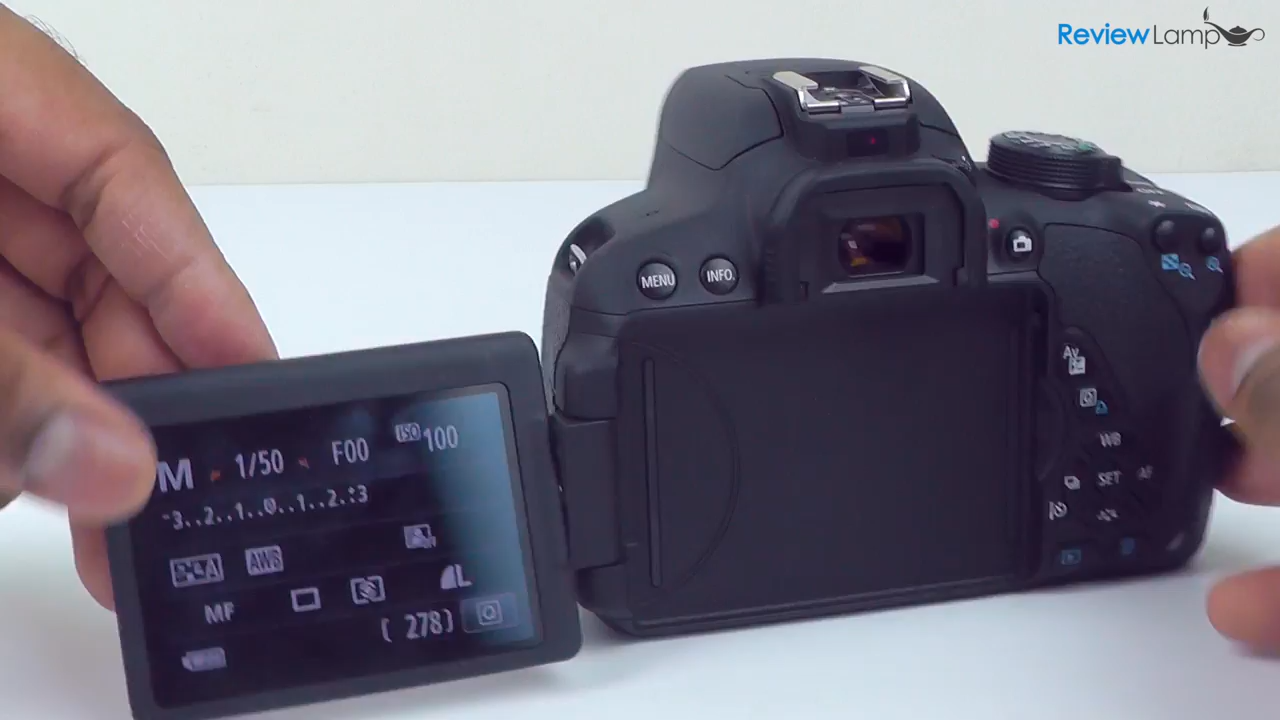 ReviewLamp
MENU
INFO.
Av
WB
SET
AF
M 1/50 F00 ISO 100
-3..2..1..0..1..2.:3
AWB
MF
L
( 278)
Q